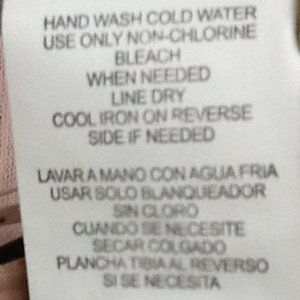 HAND WASH COLD WATER
USE ONLY NON-CHLORINE
BLEACH
WHEN NEEDED
LINE DRY
COOL IRON ON REVERSE
SIDE IF NEEDED
LAVAR A MANO CON AGUA FRIA
USAR SOLO BLANQUEADOR
SIN CLORO
CUANDO SE NECESITE
SECAR COLGADO
PLANCHA TIBIA AL REVERSO
SI SE NECESITA